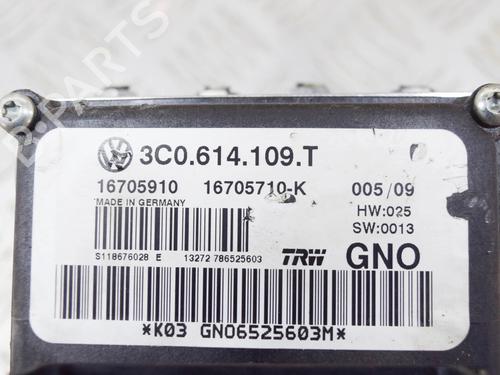 3C0.614.109.T
16705910 16705710-K 005/09
MADE IN GERMANY HW:025
SW:0013
S118676028 E 13272 786525603 TRW GNO
*K03 GNO6525603M*
B-PARTS